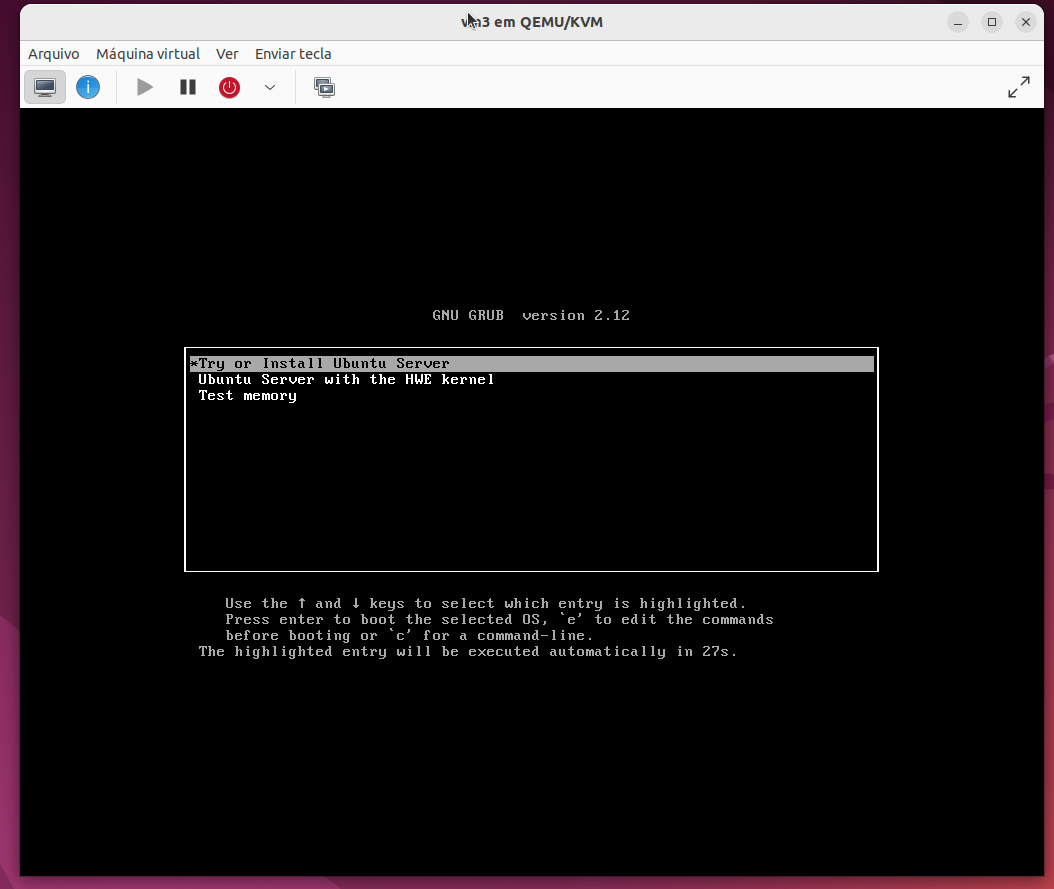 vm3 em QEMU/KVM
Arquivo Máquina virtual Ver Enviar tecla
GNU GRUB version 2.12
*Try or Install Ubuntu Server
Ubuntu Server with the HWE kernel
Test memory
Use the ↑ and ↓ keys to select which entry is highlighted.
Press enter to boot the selected OS, `e' to edit the commands
before booting or `c' for a command-line.
The highlighted entry will be executed automatically in 27s.